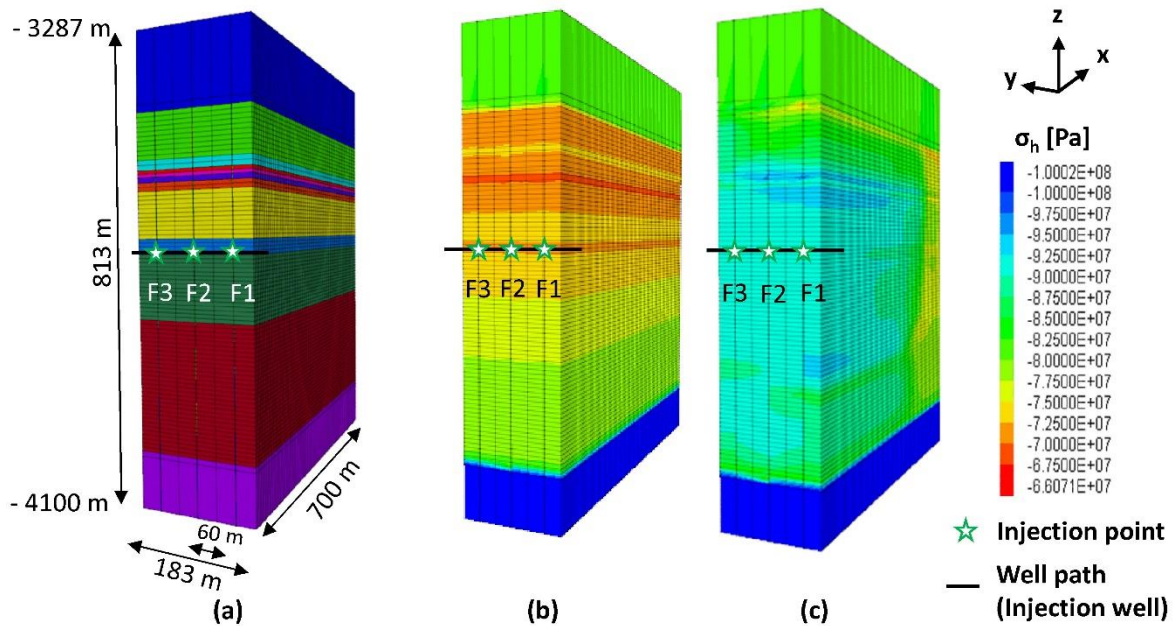 - 3287 m
813 m
- 4100 m
F3 F2 F1
60 m
183 m
700 m
(a)
F3 F2 F1
(b)
F3 F2 F1
(c)
z
x
y
σh [Pa]
-1.0002E+08
-1.0000E+08
-9.7500E+07
-9.5000E+07
-9.2500E+07
-9.0000E+07
-8.7500E+07
-8.5000E+07
-8.2500E+07
-8.0000E+07
-7.7500E+07
-7.5000E+07
-7.2500E+07
-7.0000E+07
-6.7500E+07
-6.6071E+07
Injection point
Well path
(Injection well)